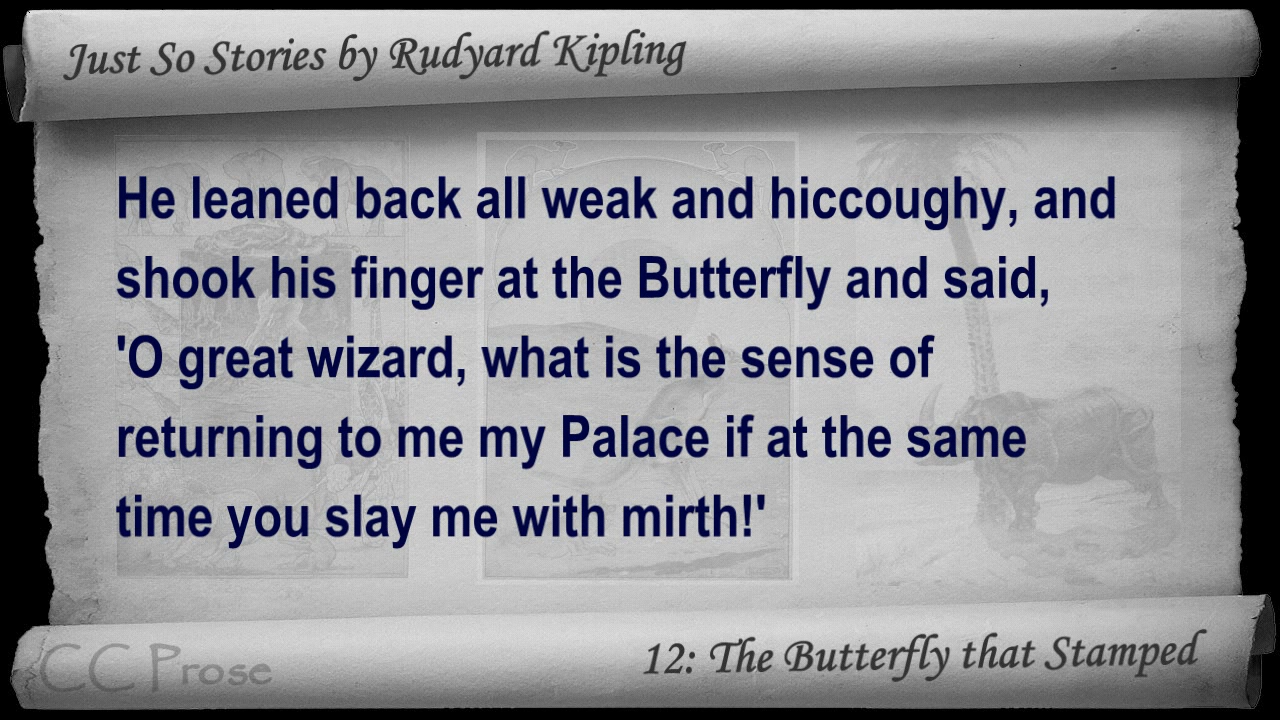 Just So Stories by Rudyard Kipling
He leaned back all weak and hiccoughy, and
shook his finger at the Butterfly and said,
'O great wizard, what is the sense of
returning to me my Palace if at the same
time you slay me with mirth!'
CC Prose
12: The Butterfly that Stamped